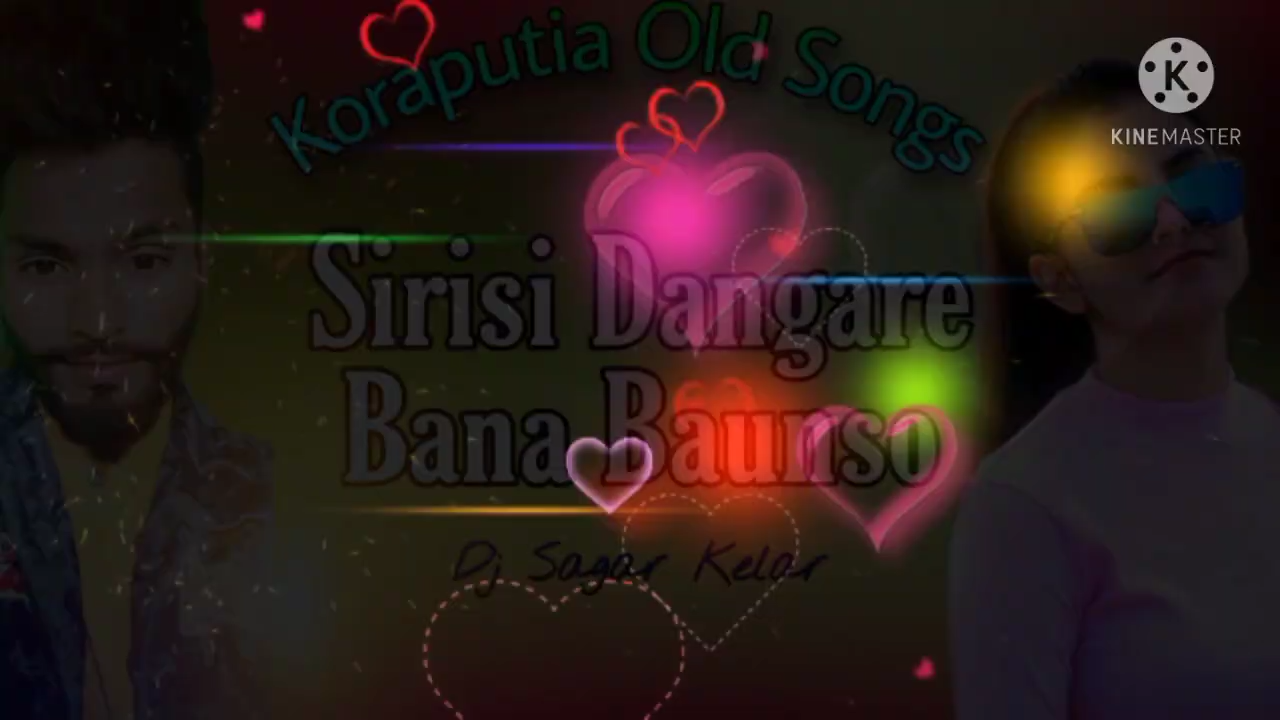 Koraputia Old Songs
KINEMASTER
Sirisi Dangare
Bana Baunso
Dj Sagar Kelar